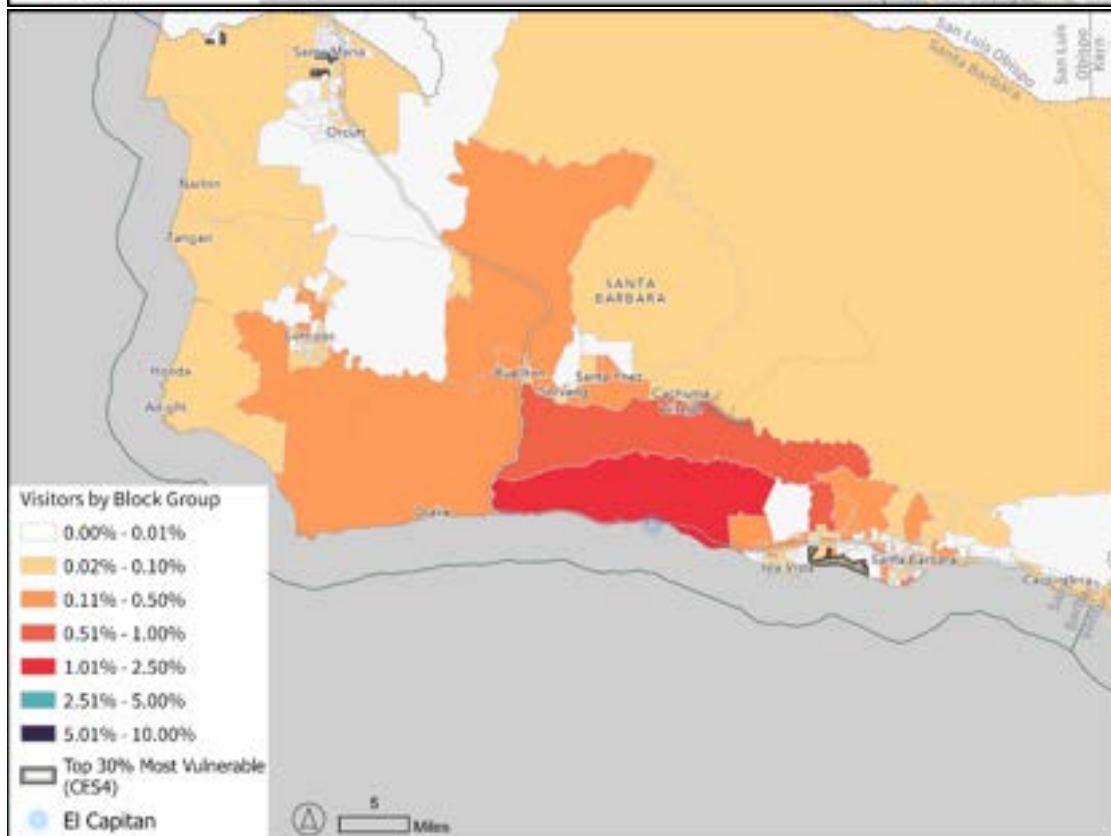 San Luis Obispo
Santa Barbara
San Luis
Obispo
Kern
Santa Maria
Orcutt
Narlon
Tangair
SANTA
BARBARA
Lompoc
Honda
Buellton
Santa Ynez
Solvang
Cachuma
Village
Isla Vista
Santa Barbara
Carpinteria
Visitors by Block Group
0.00% - 0.01%
0.02% - 0.10%
0.11% - 0.50%
0.51% - 1.00%
1.01% - 2.50%
2.51% - 5.00%
5.01% - 10.00%
Top 30% Most Vulnerable
(CES4)
El Capitan
5
Miles